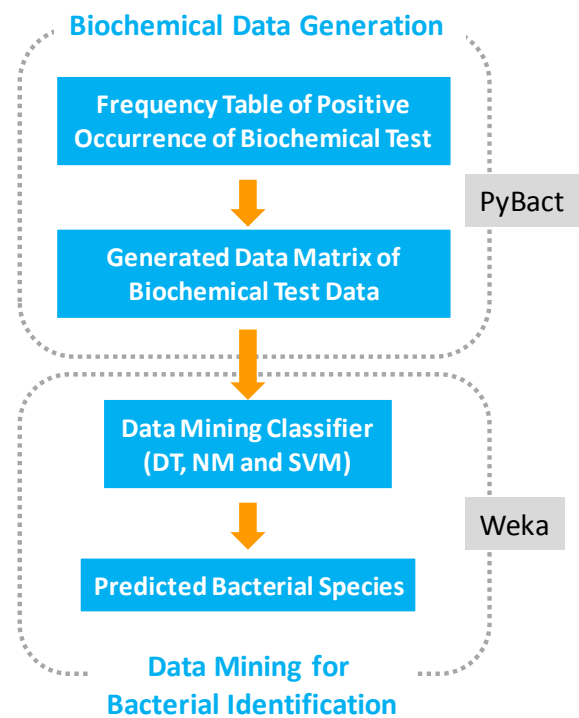 Biochemical Data Generation
Frequency Table of Positive
Occurrence of Biochemical Test
PyBact
Generated Data Matrix of
Biochemical Test Data
Data Mining Classifier
(DT, NM and SVM)
Weka
Predicted Bacterial Species
Data Mining for
Bacterial Identification